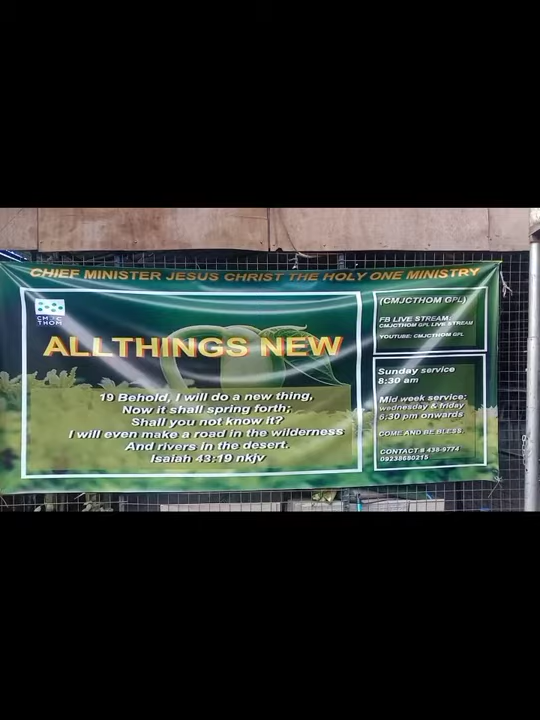 CHIEF MINISTER JESUS CHRIST THE HOLY ONE MINISTRY
CMJC
THOM
ALLTHINGS NEW
19 Behold, I will do a new thing,
Now it shall spring forth;
Shall you not know it?
I will even make a road in the wilderness
And rivers in the desert.
Isaiah 43:19 nkjv
(CMJCTHOM GPL)
FB LIVE STREAM:
CMJCTHOM GPL LIVE STREAM
YOUTUBE: CMJCTHOM GPL
Sunday service
8:30 am
Mid week service:
wednesday & friday
5:30 pm onwards
COME AND BE BLESS.
CONTACT # 438-9774
09238680215